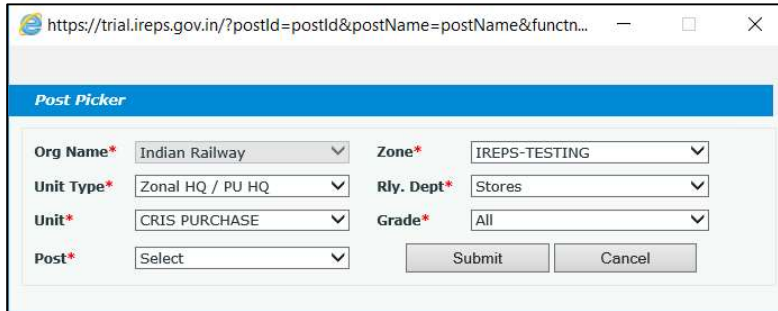 https://trial.ireps.gov.in/?postId=postId&postName=postName&functn...
Post Picker
Org Name* Indian Railway Zone* IREPS-TESTING
Unit Type* Zonal HQ / PU HQ Rly. Dept* Stores
Unit* CRIS PURCHASE Grade* All
Post* Select Submit Cancel